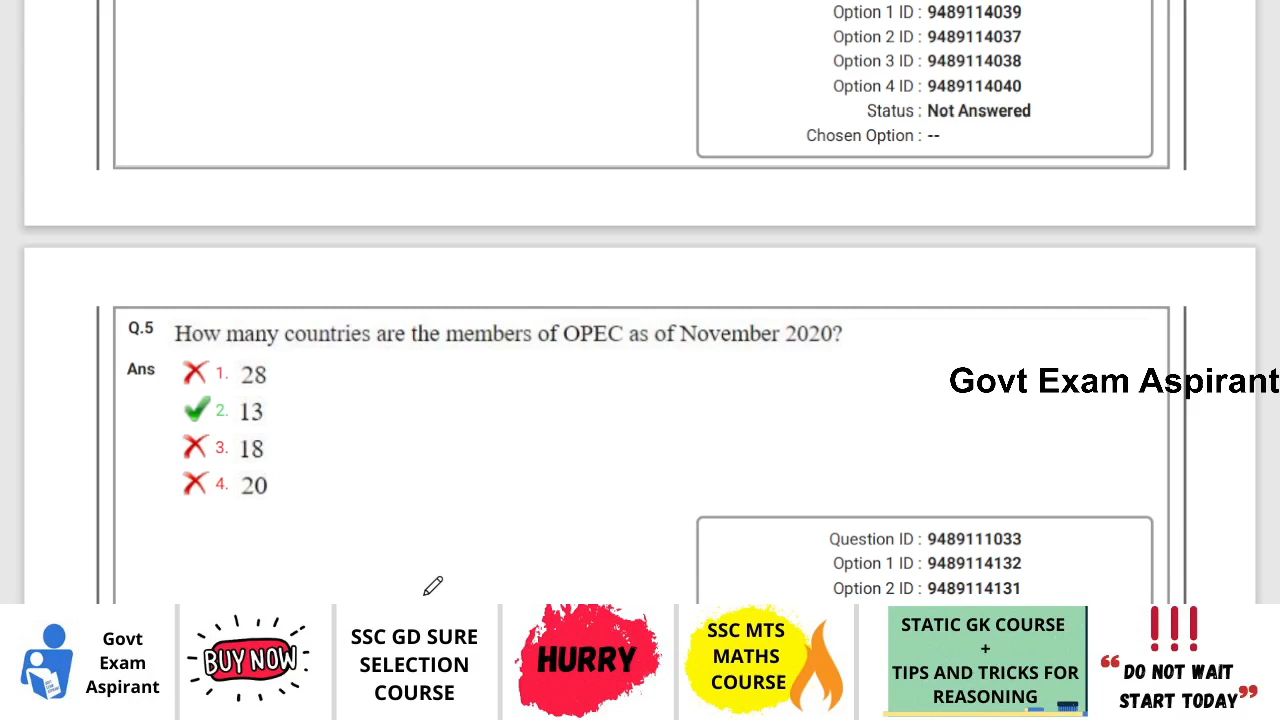 Option 1 ID : 9489114039
Option 2 ID : 9489114037
Option 3 ID : 9489114038
Option 4 ID : 9489114040
Status : Not Answered
Chosen Option : --
Q.5 How many countries are the members of OPEC as of November 2020?
Ans 1. 28
2. 13
3. 18
4. 20
Govt Exam Aspirant
Question ID : 9489111033
Option 1 ID : 9489114132
Option 2 ID : 9489114131
Govt
Exam
Aspirant
BUY NOW
SSC GD SURE
SELECTION
COURSE
HURRY
SSC MTS
MATHS
COURSE
STATIC GK COURSE
+
TIPS AND TRICKS FOR
REASONING
!!!
“ DO NOT WAIT
START TODAY ”